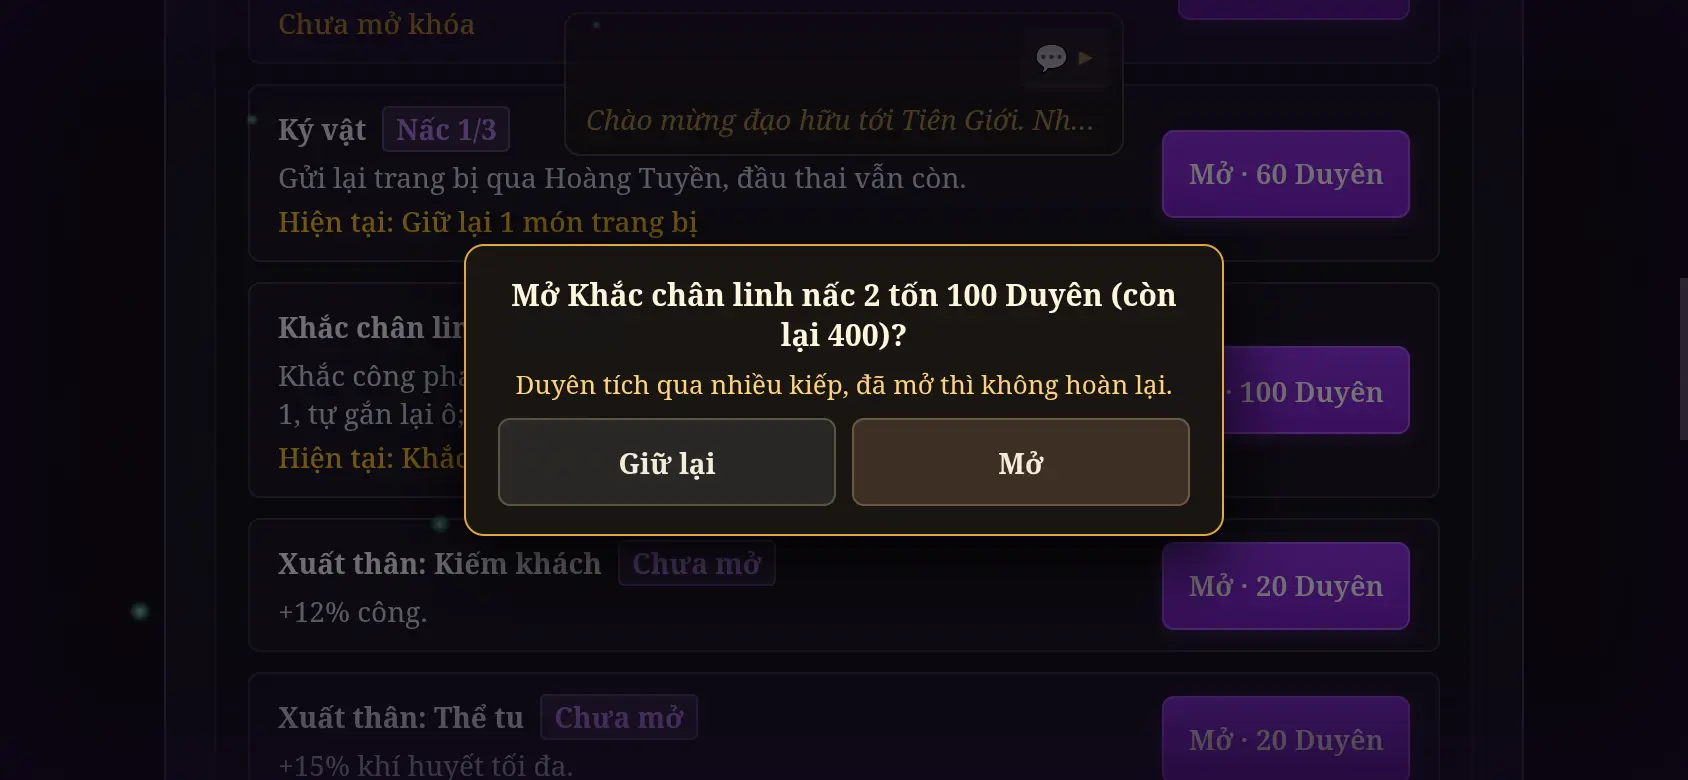 Chưa mở khóa
Chào mừng đạo hữu tới Tiên Giới. Nh...
Ký vật Nấc 1/3
Gửi lại trang bị qua Hoàng Tuyền, đầu thai vẫn còn.
Hiện tại: Giữ lại 1 món trang bị
Mở · 60 Duyên
Mở Khắc chân linh nấc 2 tốn 100 Duyên (còn
lại 400)?
Duyên tích qua nhiều kiếp, đã mở thì không hoàn lại.
Giữ lại
Mở
Khắc chân
Khắc công
1, tự gắn lại ô;
Hiện tại: Khắc
· 100 Duyên
Xuất thân: Kiếm khách Chưa mở
+12% công.
Mở · 20 Duyên
Xuất thân: Thể tu Chưa mở
+15% khí huyết tối đa.
Mở · 20 Duyên